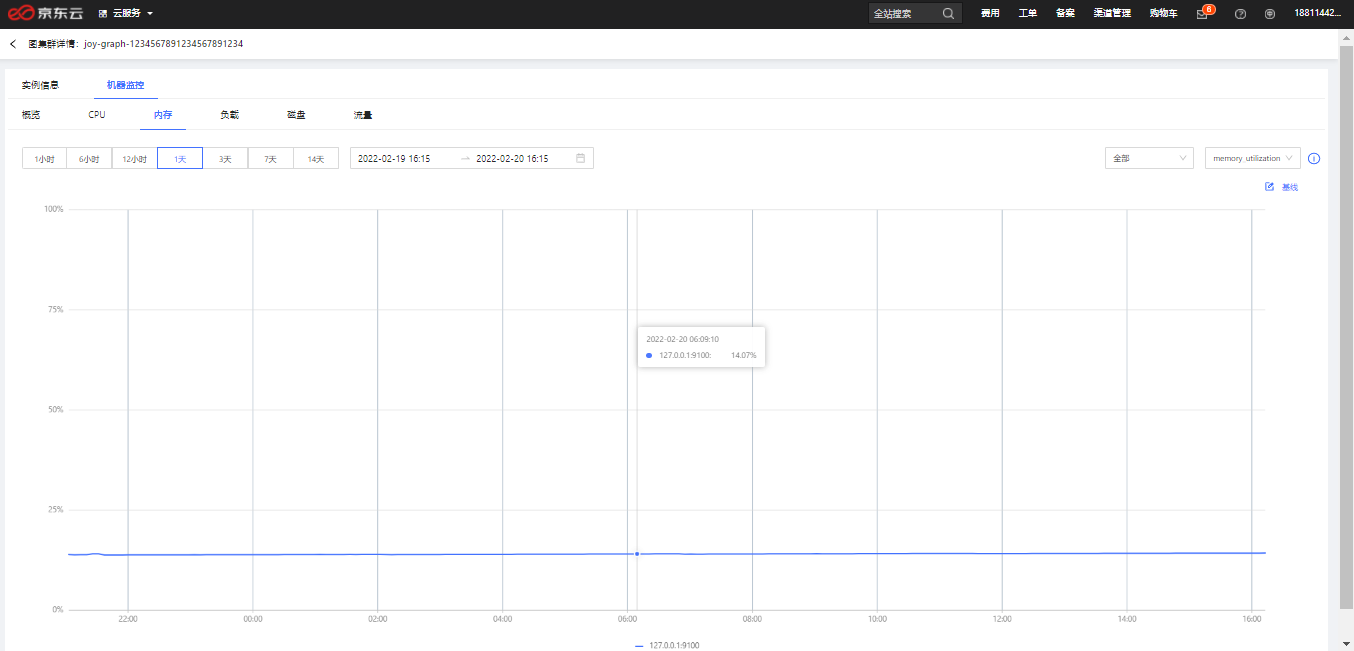 京东云 云服务 全站搜索 费用 工单 备案 渠道管理 购物车 6 18811442...
图集群详情: joy-graph-1234567891234567891234
实例信息 机器监控
概览 CPU 内存 负载 磁盘 流量
1小时 6小时 12小时 1天 3天 7天 14天 2022-02-19 16:15 → 2022-02-20 16:15 全部 memory_utilization
基线
100%
75%
2022-02-20 06:09:10
127.0.0.1:9100: 14.07%
50%
25%
0%
22:00 00:00 02:00 04:00 06:00 08:00 10:00 12:00 14:00 16:00
127.0.0.1:9100